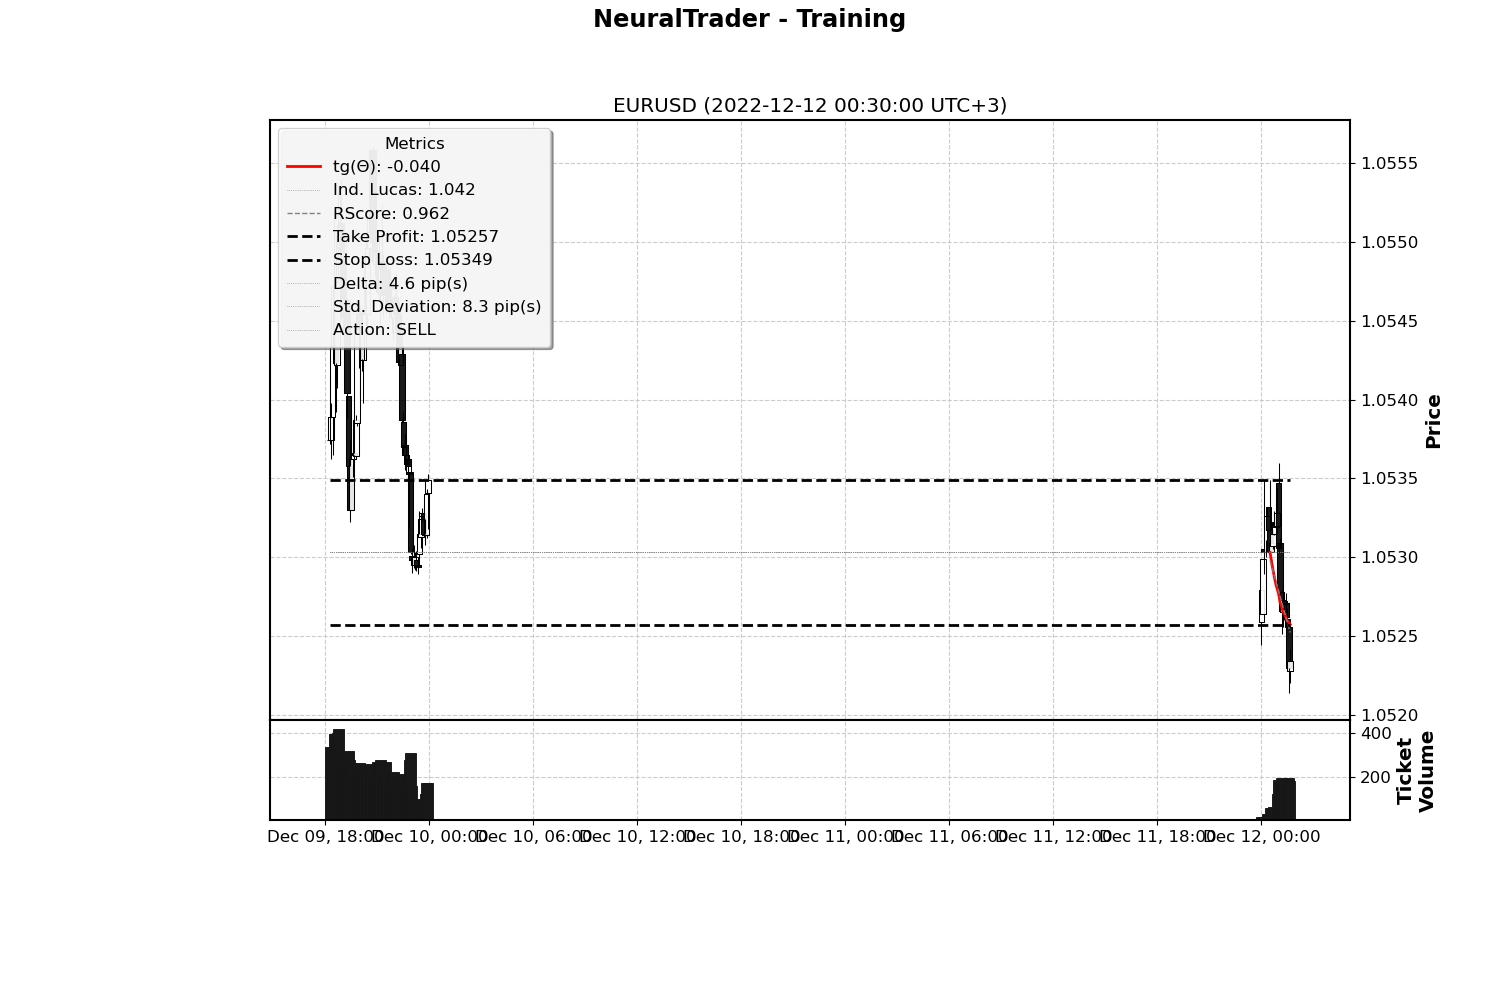 NeuralTrader - Training
EURUSD (2022-12-12 00:30:00 UTC+3)
Metrics
tg(Θ): -0.040
Ind. Lucas: 1.042
RScore: 0.962
Take Profit: 1.05257
Stop Loss: 1.05349
Delta: 4.6 pip(s)
Std. Deviation: 8.3 pip(s)
Action: SELL
1.0555
1.0550
1.0545
1.0540
1.0535
1.0530
1.0525
1.0520
Price
400
200
Ticket
Volume
Dec 09, 18:00
Dec 10, 00:00
Dec 10, 06:00
Dec 10, 12:00
Dec 10, 18:00
Dec 11, 00:00
Dec 11, 06:00
Dec 11, 12:00
Dec 11, 18:00
Dec 12, 00:00